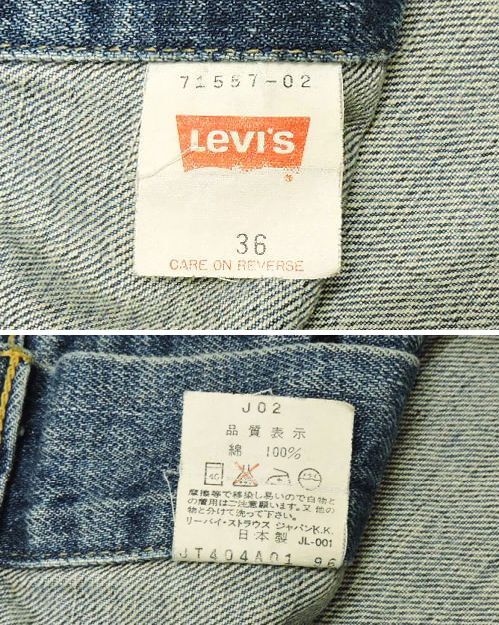 71557-02
Levi's
®
36
CARE ON REVERSE
J02
品質表示
綿 100%
40
摩擦等で移染し易いので白物と
の着用はご注意願います。又他の
物と分けて洗って下さい。
リーバイ・ストラウス ジャパンK.K.
日本製 JL-001
JT404A01 96